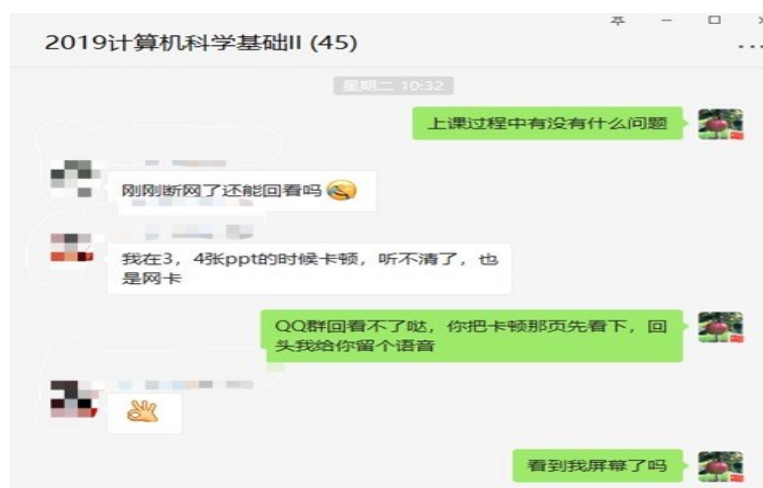 2019计算机科学基础II (45)
星期二 10:32
上课过程中有没有什么问题
刚刚断网了还能回看吗
我在3，4张ppt的时候卡顿，听不清了，也
是网卡
QQ群回看不了哒，你把卡顿那页先看下，回
头我给你留个语音
看到我屏幕了吗